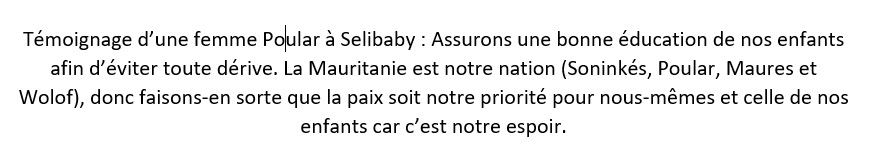 Témoignage d’une femme Poular à Selibaby : Assurons une bonne éducation de nos enfants
afin d’éviter toute dérive. La Mauritanie est notre nation (Soninkés, Poular, Maures et
Wolof), donc faisons-en sorte que la paix soit notre priorité pour nous-mêmes et celle de nos
enfants car c’est notre espoir.